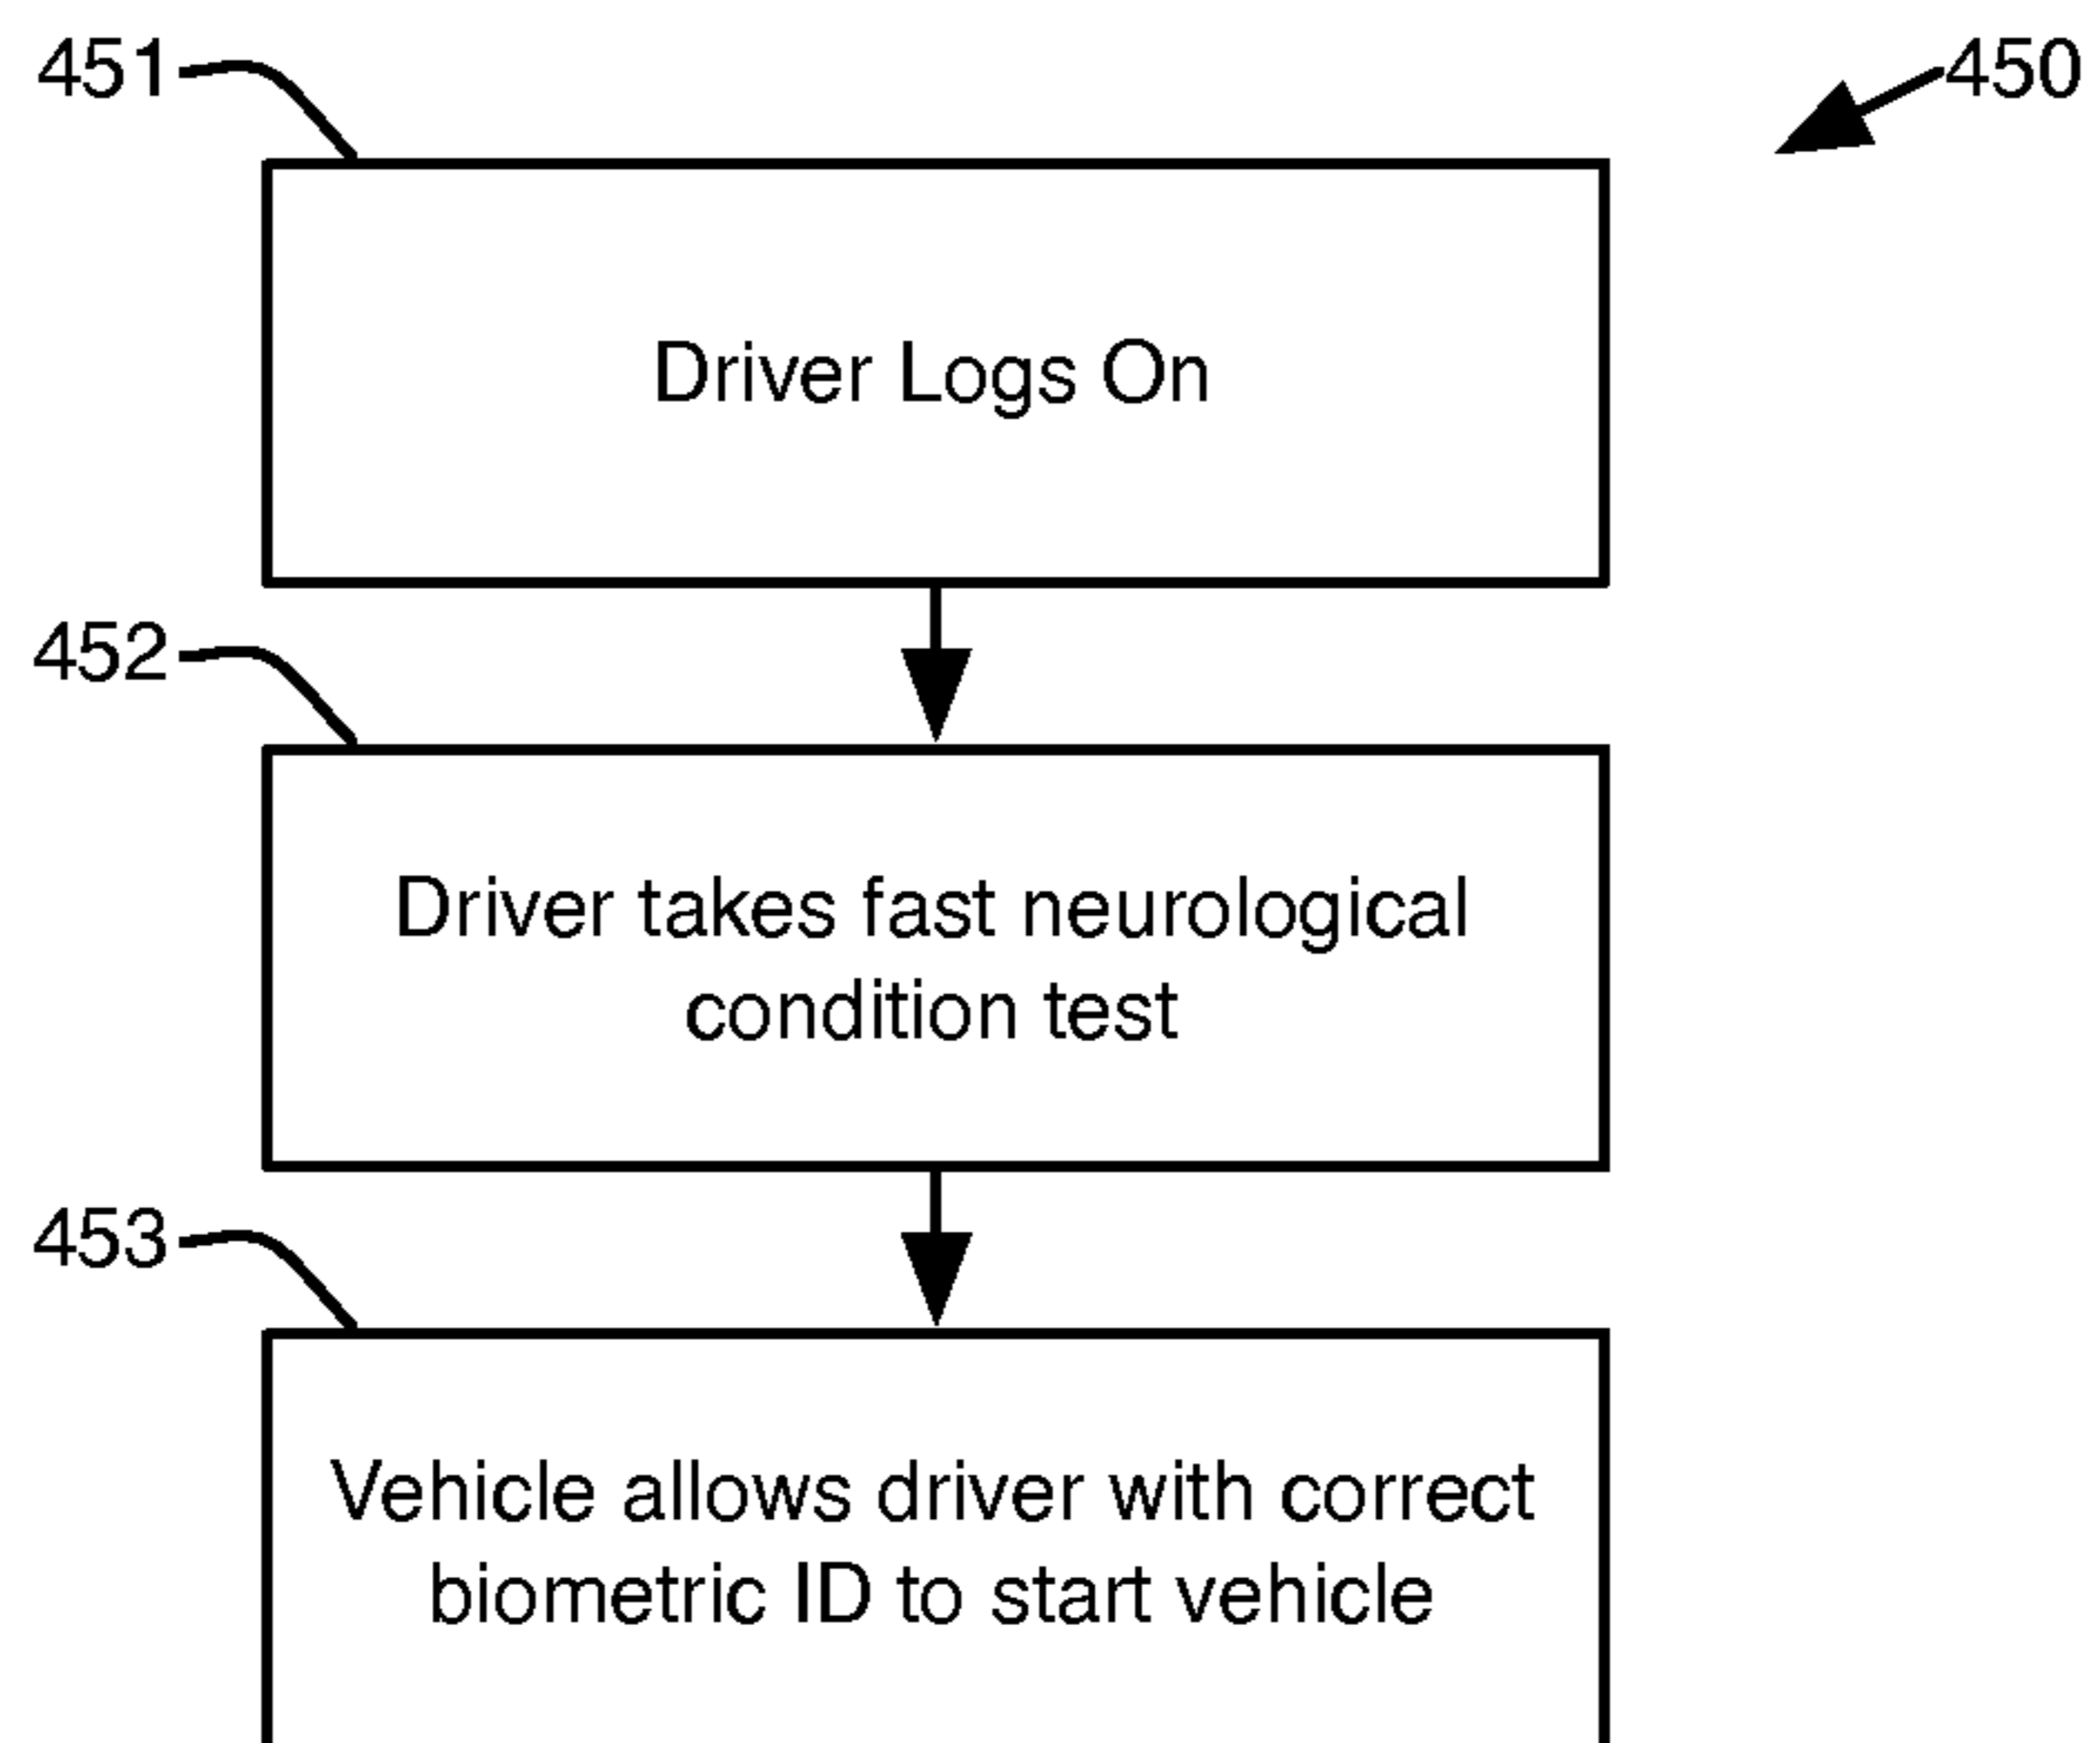 451
450
Driver Logs On
452
Driver takes fast neurological
condition test
453
Vehicle allows driver with correct
biometric ID to start vehicle